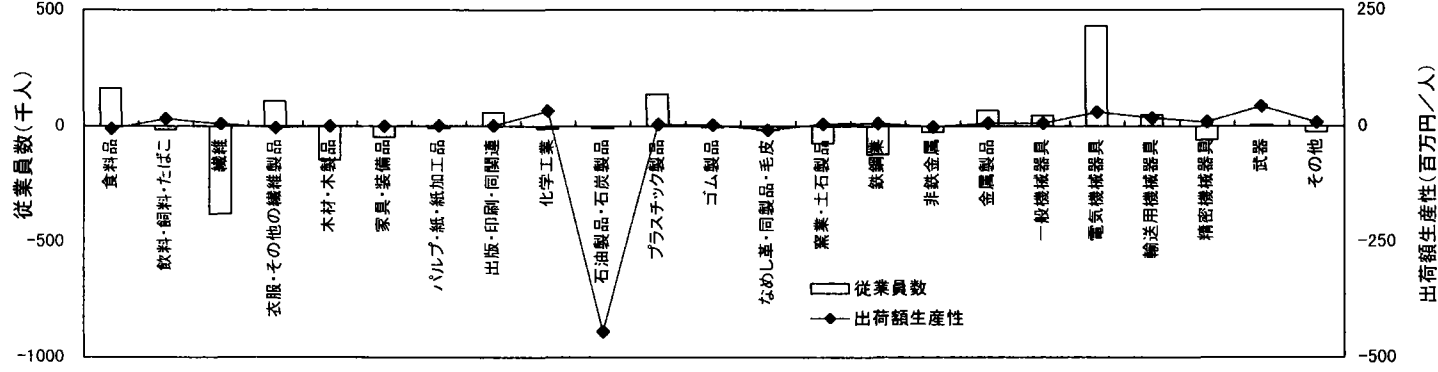 500
0
-500
-1000
従業員数(千人)
250
0
-250
-500
出荷額生産性(百万円/人)
食料品
飲料・飼料・たばこ
繊維
衣服・その他の繊維製品
木材・木製品
家具・装備品
パルプ・紙・紙加工品
出版・印刷・同関連
化学工業
石油製品・石炭製品
プラスチック製品
ゴム製品
なめし革・同製品・毛皮
窯業・土石製品
鉄鋼業
非鉄金属
金属製品
一般機械器具
電気機械器具
輸送用機械器具
精密機械器具
武器
その他
従業員数
出荷額生産性